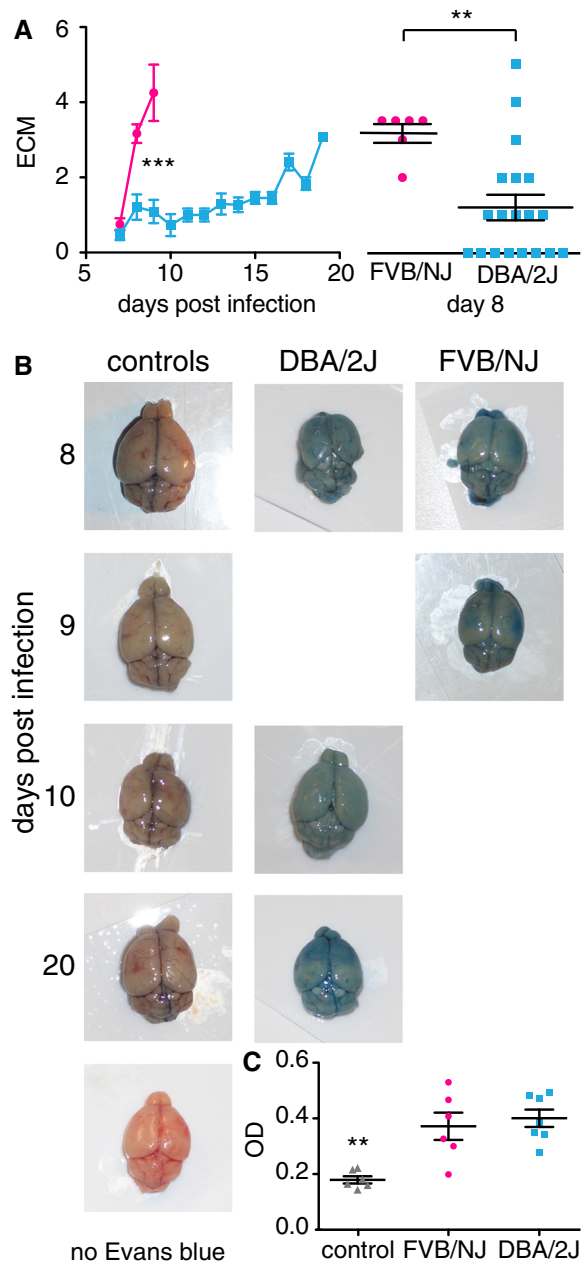 A
ECM
6
4
2
0
***
5 10 15 20
days post infection
**
FVB/NJ DBA/2J
day 8
B
controls DBA/2J FVB/NJ
days post infection
8
9
10
20
no Evans blue
C
OD
0.6
0.4
0.2
0.0
**
control FVB/NJ DBA/2J